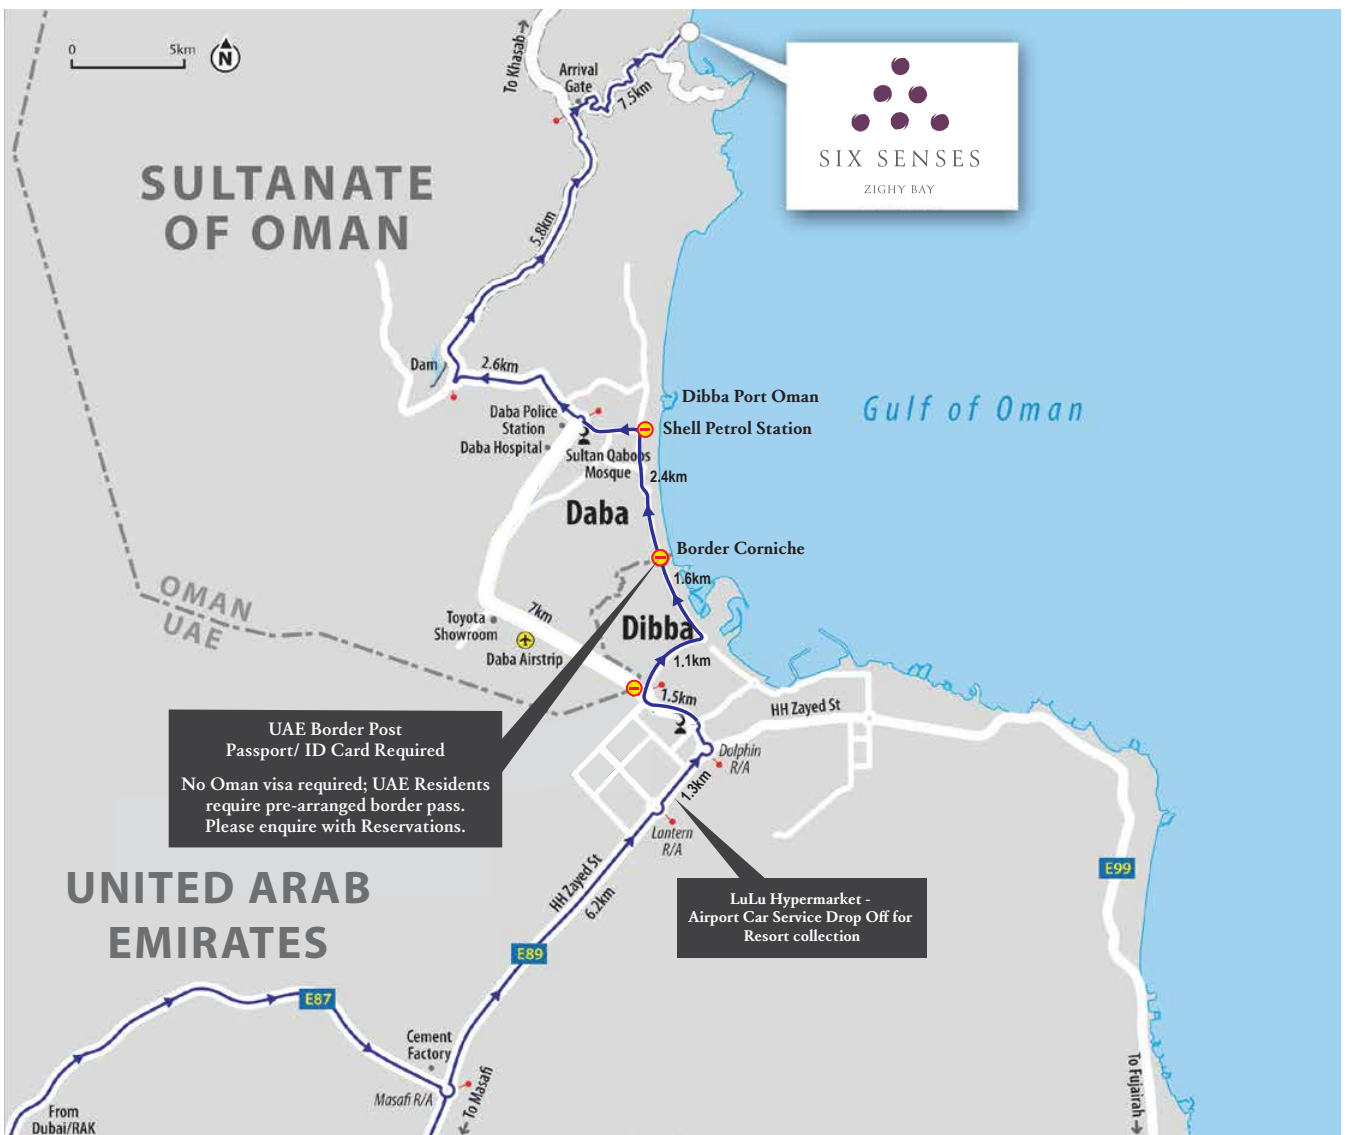 0 5km
N
To Khasab
Arrival
Gate
7.5km
SIX SENSES
ZIGHY BAY
SULTANATE
OF OMAN
5.8km
Dam
2.6km
Dibba Port Oman
Gulf of Oman
Daba Police
Station
Shell Petrol Station
Daba Hospital
Sultan Qaboos
Mosque
2.4km
Daba
Border Corniche
1.6km
OMAN
UAE
7km
Toyota
Showroom
Dibba
Daba Airstrip
1.1km
1.5km
HH Zayed St
UAE Border Post
Passport/ ID Card Required
No Oman visa required; UAE Residents
require pre-arranged border pass.
Please enquire with Reservations.
Dolphin
R/A
1.3km
Lantern
R/A
HH Zayed St
6.2km
E99
UNITED ARAB
EMIRATES
LuLu Hypermarket -
Airport Car Service Drop Off for
Resort collection
E89
E87
Cement
Factory
Masafi R/A
To Masafi
To Fujairah
From
Dubai/RAK